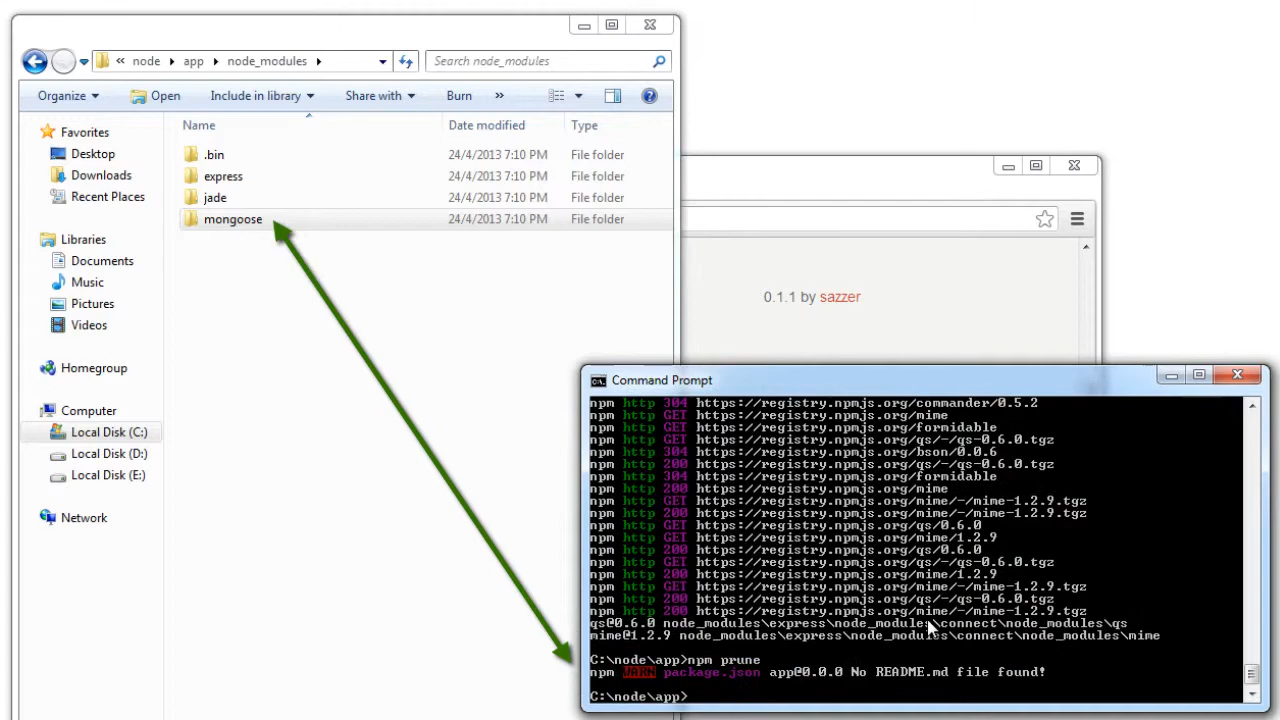 « node app node_modules
Search node_modules
Organize Open Include in library Share with Burn »
Name Date modified Type
Favorites
Desktop
Downloads
Recent Places
Libraries
Documents
Music
Pictures
Videos
Homegroup
Computer
Local Disk (C:)
Local Disk (D:)
Local Disk (E:)
Network
.bin 24/4/2013 7:10 PM File folder
express 24/4/2013 7:10 PM File folder
jade 24/4/2013 7:10 PM File folder
mongoose 24/4/2013 7:10 PM File folder
0.1.1 by sazzer
Command Prompt
npm http 304 https://registry.npmjs.org/commander/0.5.2
npm http GET https://registry.npmjs.org/mime
npm http GET https://registry.npmjs.org/formidable
npm http GET https://registry.npmjs.org/qs/-/qs-0.6.0.tgz
npm http 304 https://registry.npmjs.org/bson/0.0.6
npm http 200 https://registry.npmjs.org/qs/-/qs-0.6.0.tgz
npm http 304 https://registry.npmjs.org/formidable
npm http 200 https://registry.npmjs.org/mime
npm http GET https://registry.npmjs.org/mime/-/mime-1.2.9.tgz
npm http 200 https://registry.npmjs.org/mime/-/mime-1.2.9.tgz
npm http GET https://registry.npmjs.org/qs/0.6.0
npm http GET https://registry.npmjs.org/mime/1.2.9
npm http 200 https://registry.npmjs.org/qs/0.6.0
npm http GET https://registry.npmjs.org/qs/-/qs-0.6.0.tgz
npm http 200 https://registry.npmjs.org/mime/1.2.9
npm http GET https://registry.npmjs.org/mime/-/mime-1.2.9.tgz
npm http 200 https://registry.npmjs.org/qs/-/qs-0.6.0.tgz
npm http 200 https://registry.npmjs.org/mime/-/mime-1.2.9.tgz
qs@0.6.0 node_modules\express\node_modules\connect\node_modules\qs
mime@1.2.9 node_modules\express\node_modules\connect\node_modules\mime
C:\node\app>npm prune
npm WARN package.json app@0.0.0 No README.md file found!
C:\node\app>